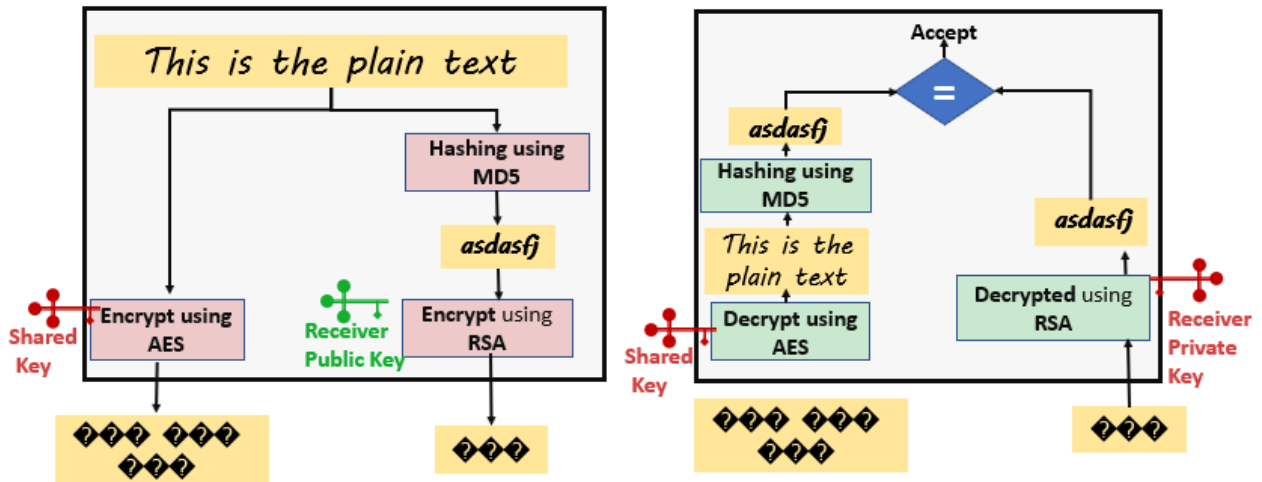 This is the plain text
Hashing using
MD5
asdasfj
Encrypt using
AES
Shared
Key
Receiver
Public Key
Encrypt using
RSA
��� ���
���
���
Accept
=
asdasfj
Hashing using
MD5
This is the
plain text
Decrypt using
AES
Shared
Key
asdasfj
Decrypted using
RSA
Receiver
Private
Key
��� ���
���
���